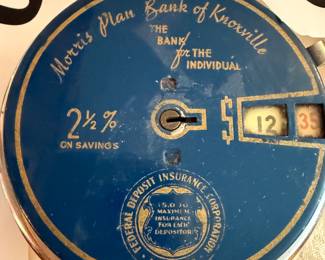 Morris Plan Bank of Knoxville
THE
BANK
for THE
INDIVIDUAL
2½%
ON SAVINGS
$ 12 35
FEDERAL DEPOSIT INSURANCE CORPORATION
MAXIMUM
INSURANCE
FOR EACH
DEPOSITOR